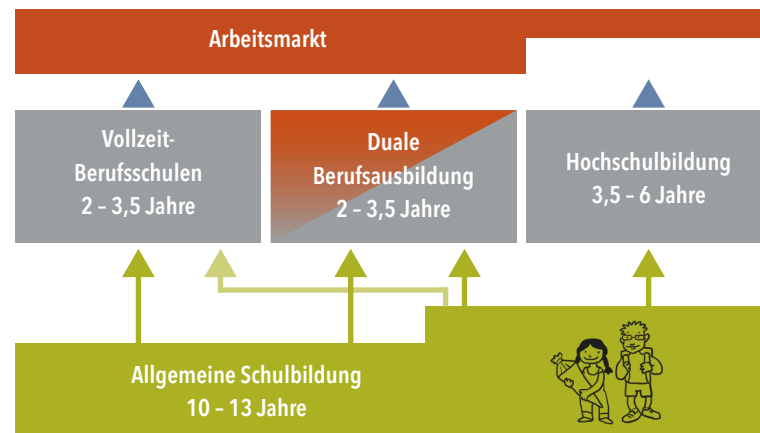 Arbeitsmarkt
Vollzeit-
Berufsschulen
2 – 3,5 Jahre
Duale
Berufsausbildung
2 – 3,5 Jahre
Hochschulbildung
3,5 – 6 Jahre
Allgemeine Schulbildung
10 – 13 Jahre